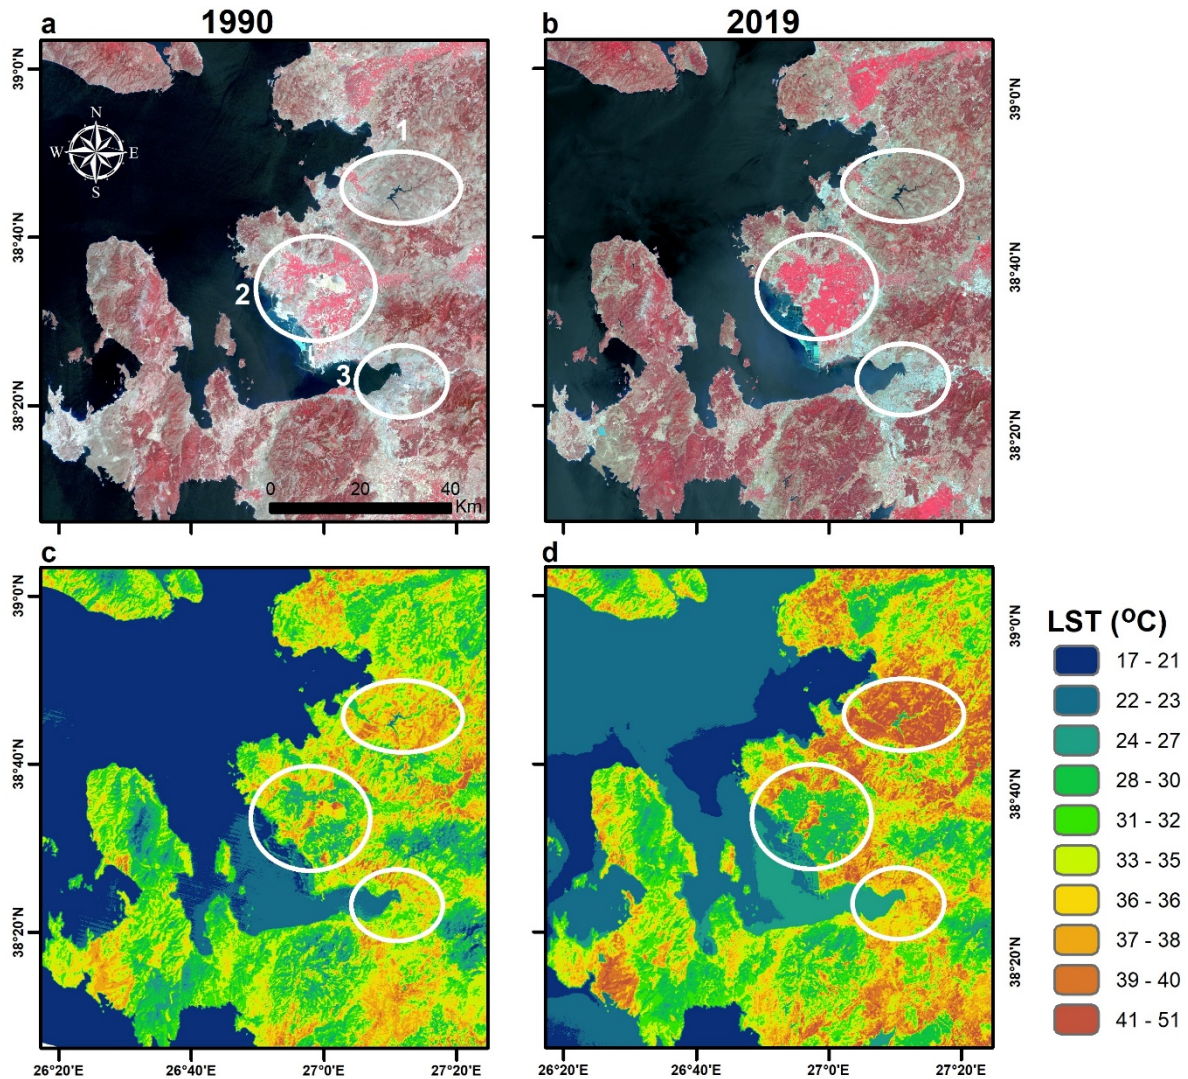 1990
2019
a
b
39°0'N
38°40'N
38°20'N
N
W E
S
1
2
3
0 20 40
Km
39°0'N
38°40'N
38°20'N
c
d
39°0'N
38°40'N
38°20'N
39°0'N
38°40'N
38°20'N
26°20'E 26°40'E 27°0'E 27°20'E
26°20'E 26°40'E 27°0'E 27°20'E
LST (°C)
17 - 21
22 - 23
24 - 27
28 - 30
31 - 32
33 - 35
36 - 36
37 - 38
39 - 40
41 - 51